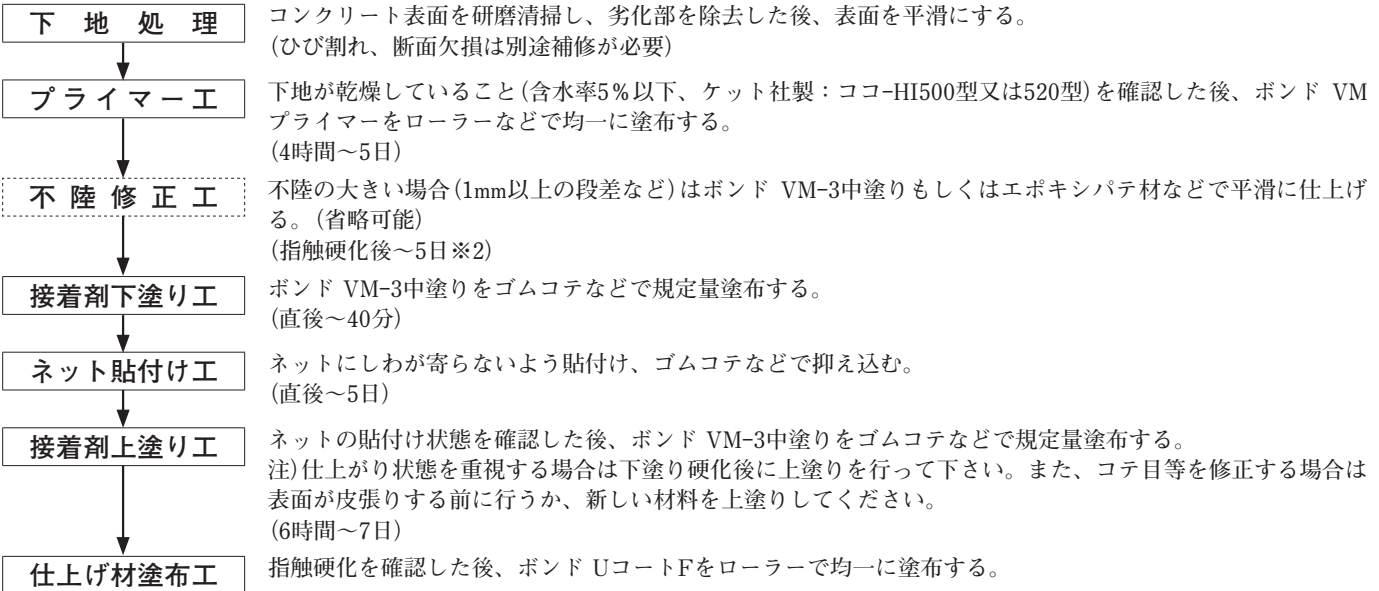 下地処理
コンクリート表面を研磨清掃し、劣化部を除去した後、表面を平滑にする。
(ひび割れ、断面欠損は別途補修が必要)
プライマー工
下地が乾燥していること(含水率5%以下、ケット社製：ココ-HI500型又は520型)を確認した後、ボンド VM
プライマーをローラーなどで均一に塗布する。
(4時間～5日)
不陸修正工
不陸の大きい場合(1mm以上の段差など)はボンド VM-3中塗りもしくはエポキシパテ材などで平滑に仕上げ
る。(省略可能)
(指触硬化後～5日※2)
接着剤下塗り工
ボンド VM-3中塗りをゴムコテなどで規定量塗布する。
(直後～40分)
ネット貼付け工
ネットにしわが寄らないよう貼付け、ゴムコテなどで抑え込む。
(直後～5日)
接着剤上塗り工
ネットの貼付け状態を確認した後、ボンド VM-3中塗りをゴムコテなどで規定量塗布する。
注)仕上がり状態を重視する場合は下塗り硬化後に上塗りを行って下さい。また、コテ目等を修正する場合は
表面が皮張りする前に行うか、新しい材料を上塗りしてください。
(6時間～7日)
仕上げ材塗布工
指触硬化を確認した後、ボンド UコートFをローラーで均一に塗布する。